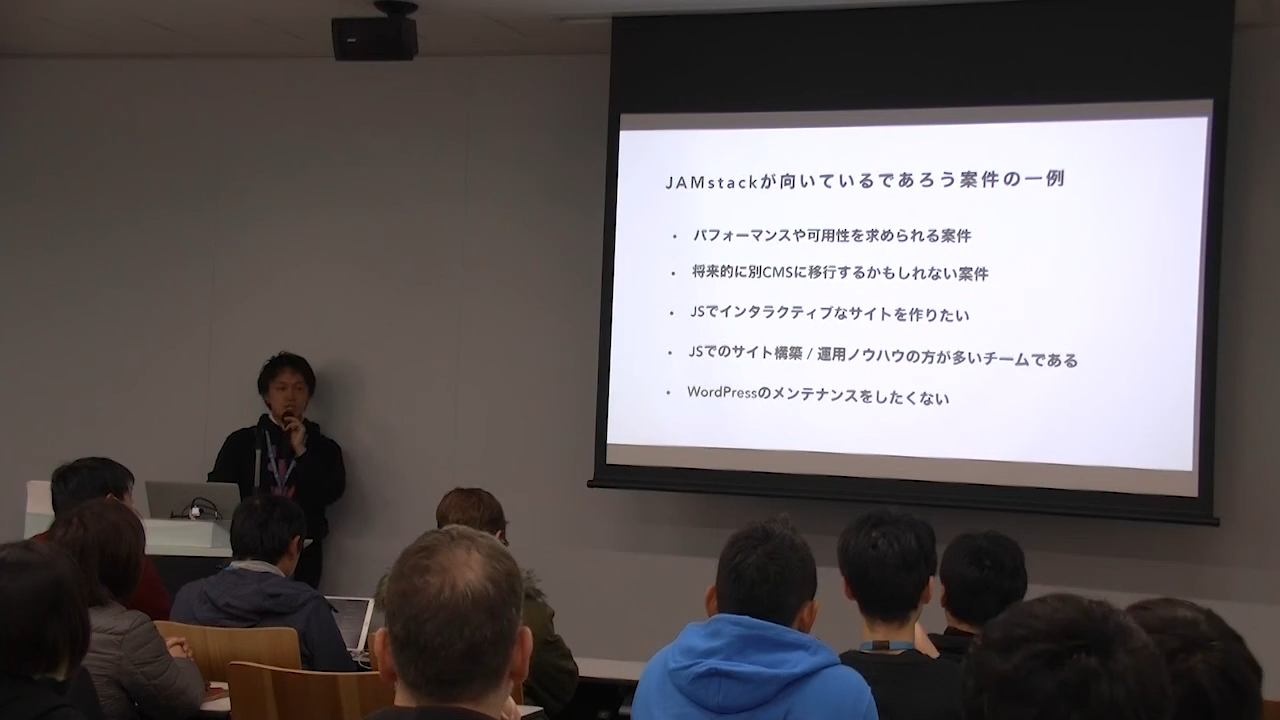 JAMstackが向いているであろう案件の一例
・ パフォーマンスや可用性を求められる案件
・ 将来的に別CMSに移行するかもしれない案件
・ JSでインタラクティブなサイトを作りたい
・ JSでのサイト構築 / 運用ノウハウの方が多いチームである
・ WordPressのメンテナンスをしたくない